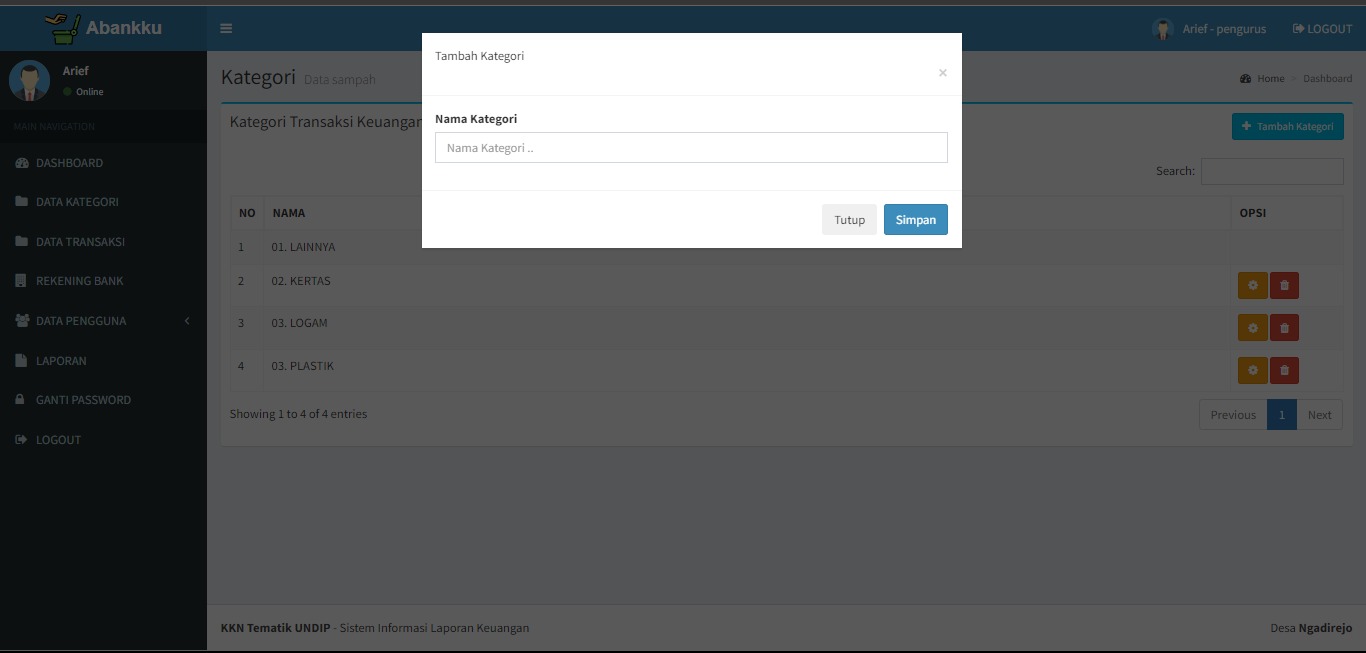 Abankku
Arief - pengurus
LOGOUT
Arief
Online
MAIN NAVIGATION
DASHBOARD
DATA KATEGORI
DATA TRANSAKSI
REKENING BANK
DATA PENGGUNA
LAPORAN
GANTI PASSWORD
LOGOUT
Kategori Data sampah
Home > Dashboard
Kategori Transaksi Keuangan
Tambah Kategori
Search:
NO NAMA OPSI
1 01. LAINNYA
2 02. KERTAS
3 03. LOGAM
4 03. PLASTIK
Showing 1 to 4 of 4 entries
Previous 1 Next
Tambah Kategori
×
Nama Kategori
Nama Kategori ..
Tutup Simpan
KKN Tematik UNDIP - Sistem Informasi Laporan Keuangan
Desa Ngadirejo